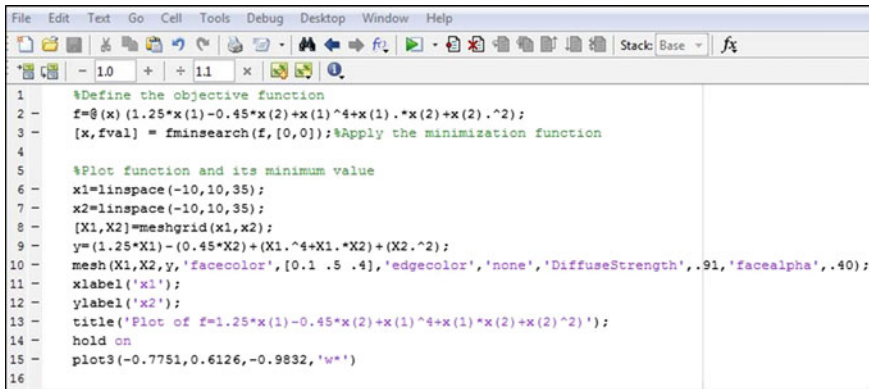 File Edit Text Go Cell Tools Debug Desktop Window Help
Stack: Base fx
- 1.0 + ÷ 1.1 ×
1 %Define the objective function
2 - f=@(x)(1.25*x(1)-0.45*x(2)+x(1)^4+x(1).*x(2)+x(2).^2);
3 - [x,fval] = fminsearch(f,[0,0]);%Apply the minimization function
4
5 %Plot function and its minimum value
6 - x1=linspace(-10,10,35);
7 - x2=linspace(-10,10,35);
8 - [X1,X2]=meshgrid(x1,x2);
9 - y=(1.25*X1)-(0.45*X2)+(X1.^4+X1.*X2)+(X2.^2);
10 - mesh(X1,X2,y,'facecolor',[0.1 .5 .4],'edgecolor','none','DiffuseStrength',.91,'facealpha',.40);
11 - xlabel('x1');
12 - ylabel('x2');
13 - title('Plot of f=1.25*x(1)-0.45*x(2)+x(1)^4+x(1)*x(2)+x(2)^2)');
14 - hold on
15 - plot3(-0.7751,0.6126,-0.9832,'w*')
16